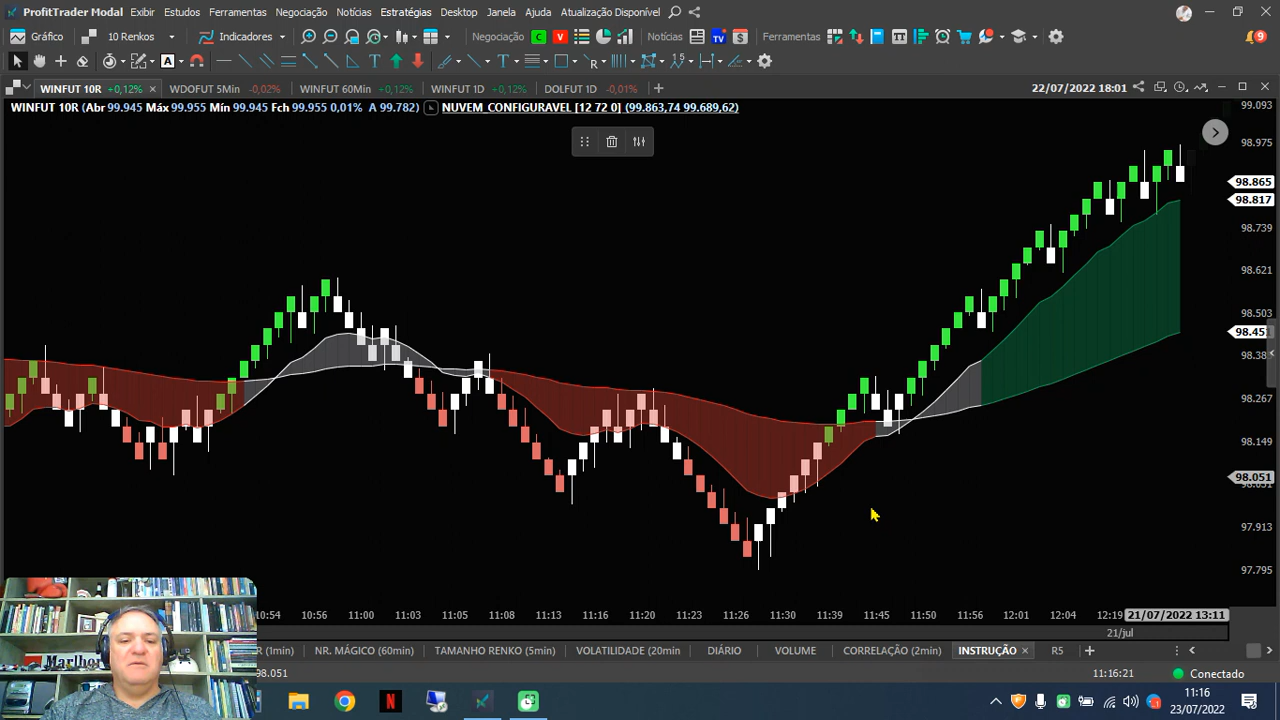 ProfitTrader Modal Exibir Estudos Ferramentas Negociação Notícias Estratégias Desktop Janela Ajuda Atualização Disponível
Gráfico 10 Renkos Indicadores Negociação C V Notícias TV $ Ferramentas TT 9
A T T R
WINFUT 10R +0,12% × WDOFUT 5Min -0,02% WINFUT 60Min +0,12% WINFUT 1D +0,12% DOLFUT 1D -0,01% + 22/07/2022 18:01
WINFUT 10R (Abr 99.945 Máx 99.955 Mín 99.945 Fch 99.955 0,01% A 99.782) NUVEM_CONFIGURAVEL [12 72 0] (99.863,74 99.689,62)
99.093
98.975
98.865
98.817
98.739
98.621
98.503
98.453
98.385
98.267
98.149
98.051
97.913
97.795
10:54 10:56 11:00 11:03 11:05 11:08 11:13 11:16 11:20 11:23 11:26 11:30 11:39 11:45 11:50 11:56 12:01 12:04 12:19 21/07/2022 13:11
21/jul
(1min) NR. MÁGICO (60min) TAMANHO RENKO (5min) VOLATILIDADE (20min DIÁRIO VOLUME CORRELAÇÃO (2min) INSTRUÇÃO × R5 +
98.051 11:16:21 Conectado
Marlbo
N
11:16
23/07/2022